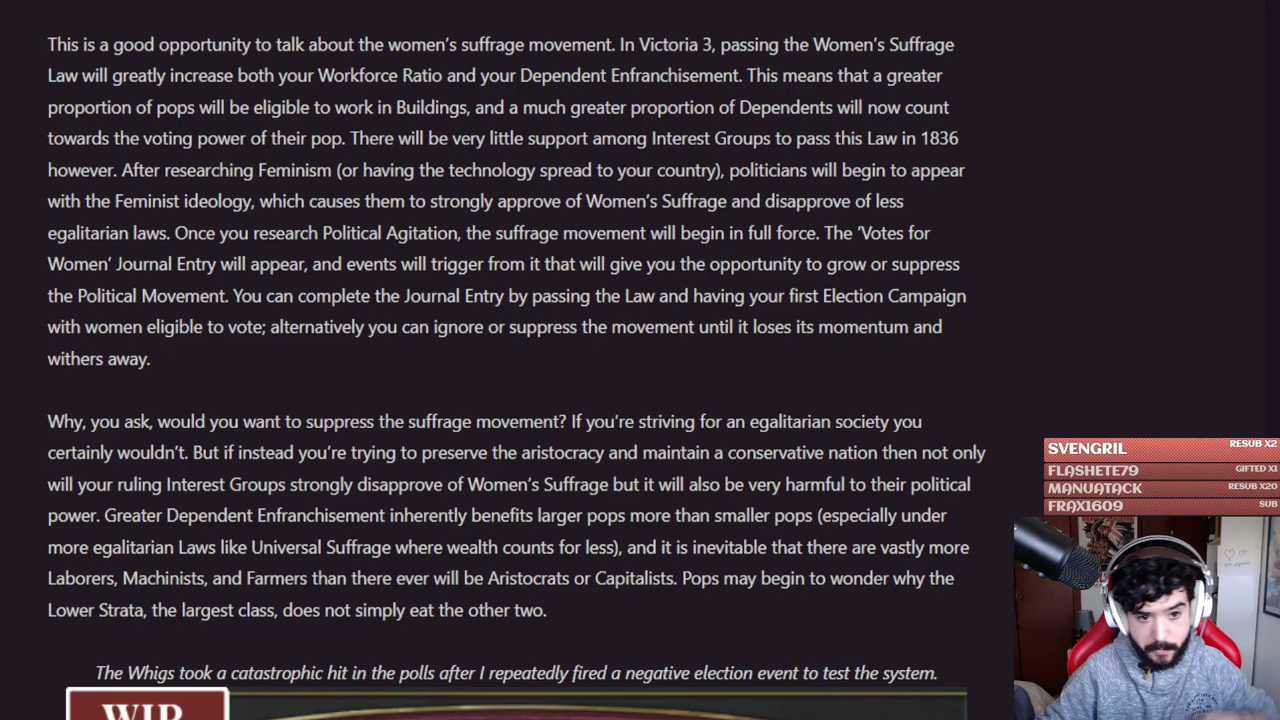 This is a good opportunity to talk about the women's suffrage movement. In Victoria 3, passing the Women's Suffrage
Law will greatly increase both your Workforce Ratio and your Dependent Enfranchisement. This means that a greater
proportion of pops will be eligible to work in Buildings, and a much greater proportion of Dependents will now count
towards the voting power of their pop. There will be very little support among Interest Groups to pass this Law in 1836
however. After researching Feminism (or having the technology spread to your country), politicians will begin to appear
with the Feminist ideology, which causes them to strongly approve of Women's Suffrage and disapprove of less
egalitarian laws. Once you research Political Agitation, the suffrage movement will begin in full force. The 'Votes for
Women' Journal Entry will appear, and events will trigger from it that will give you the opportunity to grow or suppress
the Political Movement. You can complete the Journal Entry by passing the Law and having your first Election Campaign
with women eligible to vote; alternatively you can ignore or suppress the movement until it loses its momentum and
withers away.
Why, you ask, would you want to suppress the suffrage movement? If you're striving for an egalitarian society you
certainly wouldn't. But if instead you're trying to preserve the aristocracy and maintain a conservative nation then not only
will your ruling Interest Groups strongly disapprove of Women's Suffrage but it will also be very harmful to their political
power. Greater Dependent Enfranchisement inherently benefits larger pops more than smaller pops (especially under
more egalitarian Laws like Universal Suffrage where wealth counts for less), and it is inevitable that there are vastly more
Laborers, Machinists, and Farmers than there ever will be Aristocrats or Capitalists. Pops may begin to wonder why the
Lower Strata, the largest class, does not simply eat the other two.
The Whigs took a catastrophic hit in the polls after I repeatedly fired a negative election event to test the system.
WIP
SVENGRIL RESUB X2
FLASHETE79 GIFTED X1
MANUATACK RESUB X20
FRAX1609 SUB